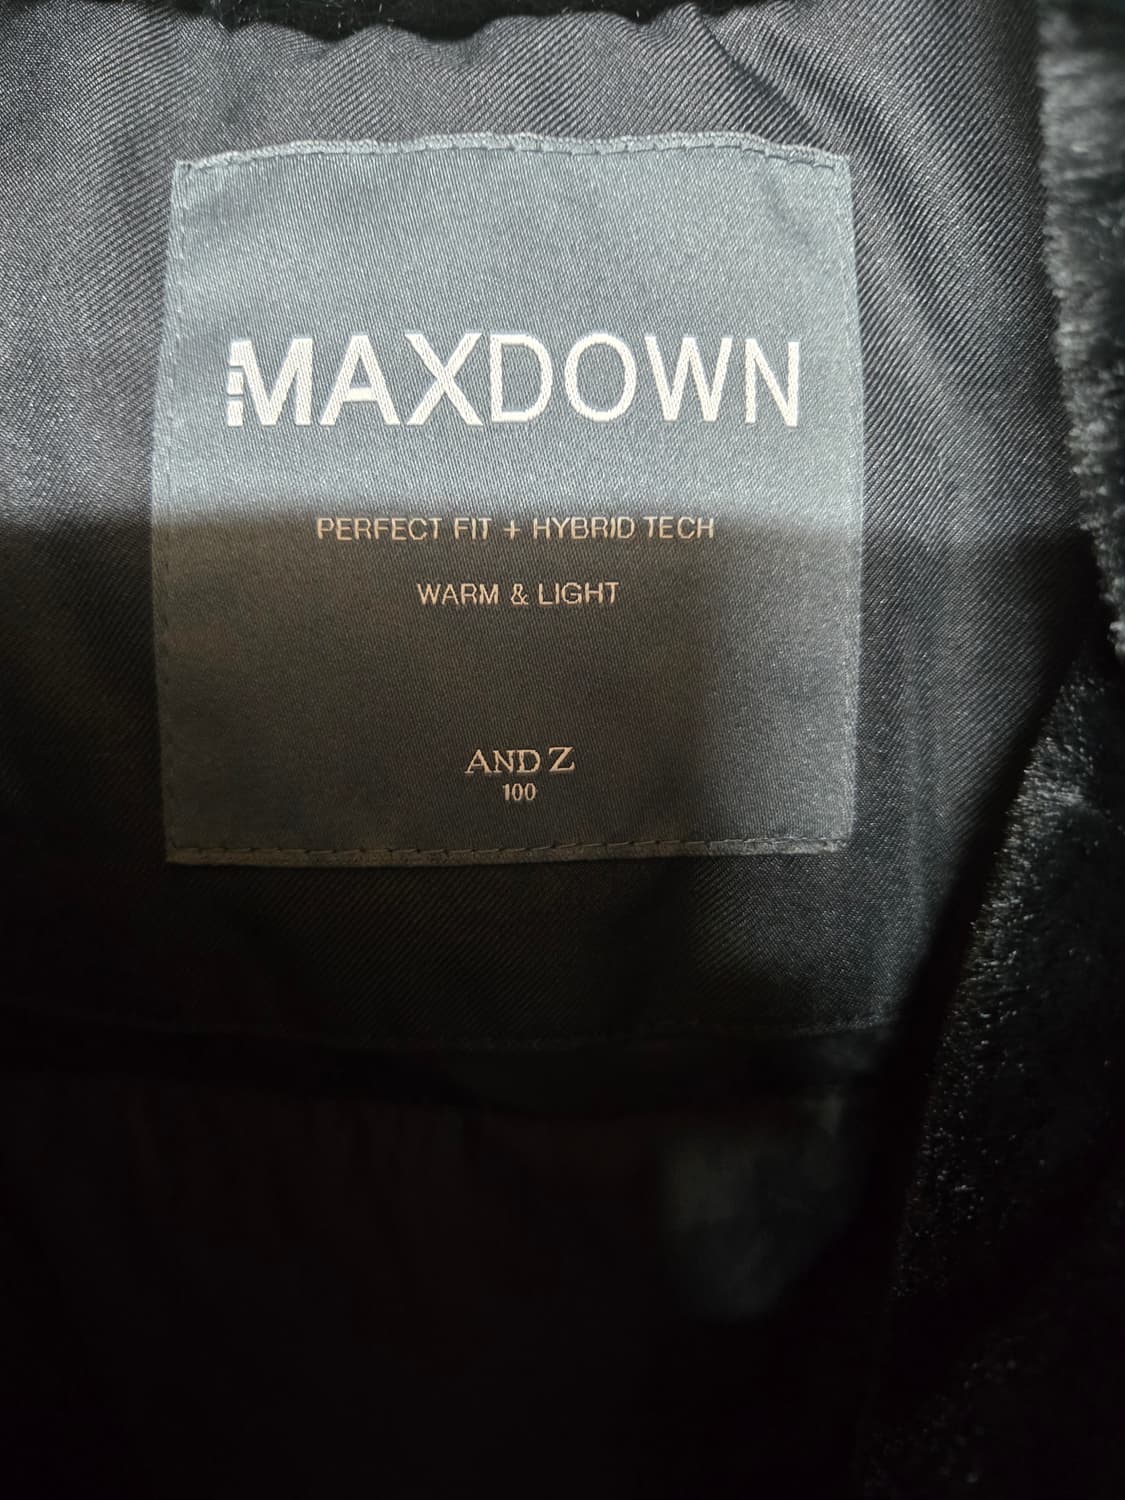 MAXDOWN
PERFECT FIT + HYBRID TECH
WARM & LIGHT
AND Z
100